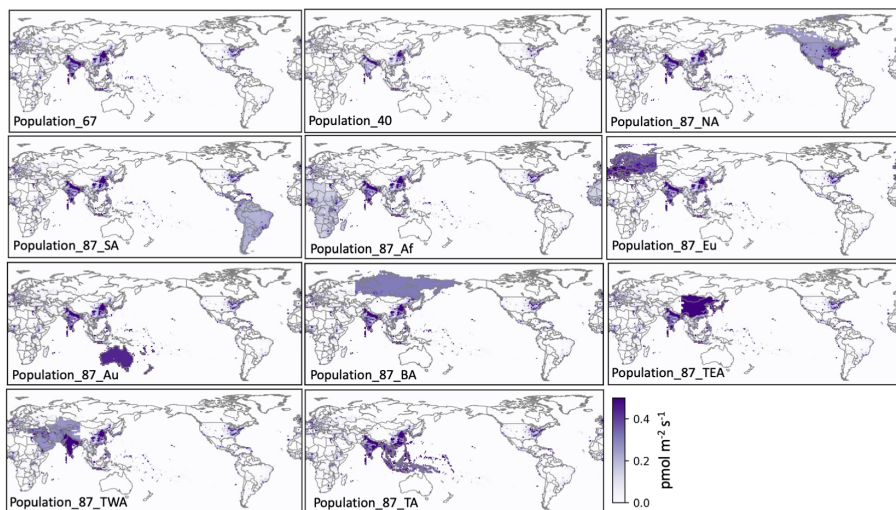 Population_67
Population_40
Population_87_NA
Population_87_SA
Population_87_Af
Population_87_Eu
Population_87_Au
Population_87_BA
Population_87_TEA
Population_87_TWA
Population_87_TA
0.4
0.2
0.0
pmol m⁻² s⁻¹